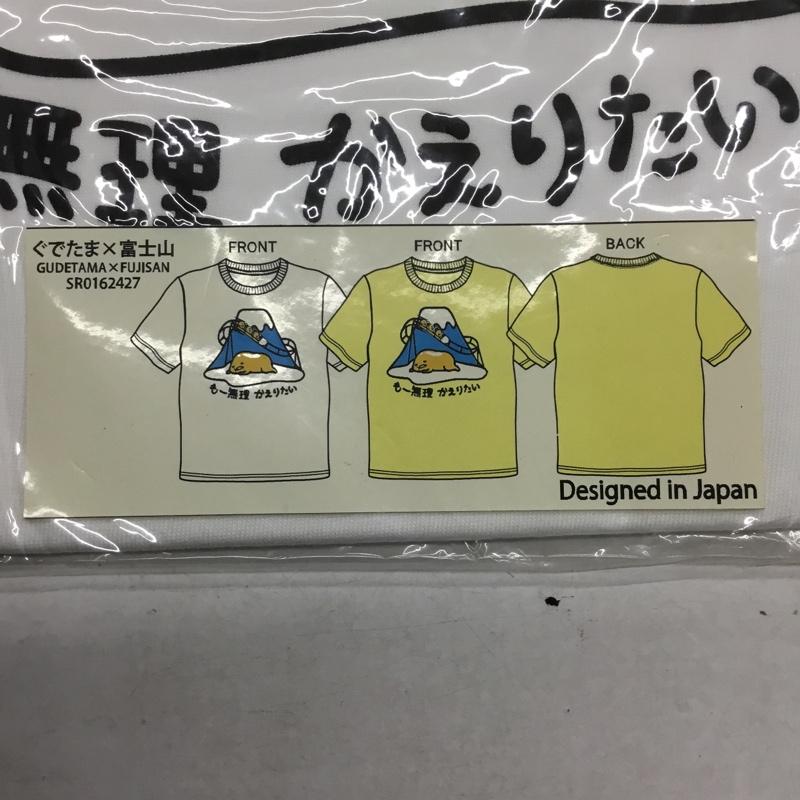 無理 かえりたい
ぐでたま×富士山
GUDETAMA×FUJISAN
SR0162427
FRONT
FRONT
BACK
もー無理 かえりたい
もー無理 かえりたい
Designed in Japan